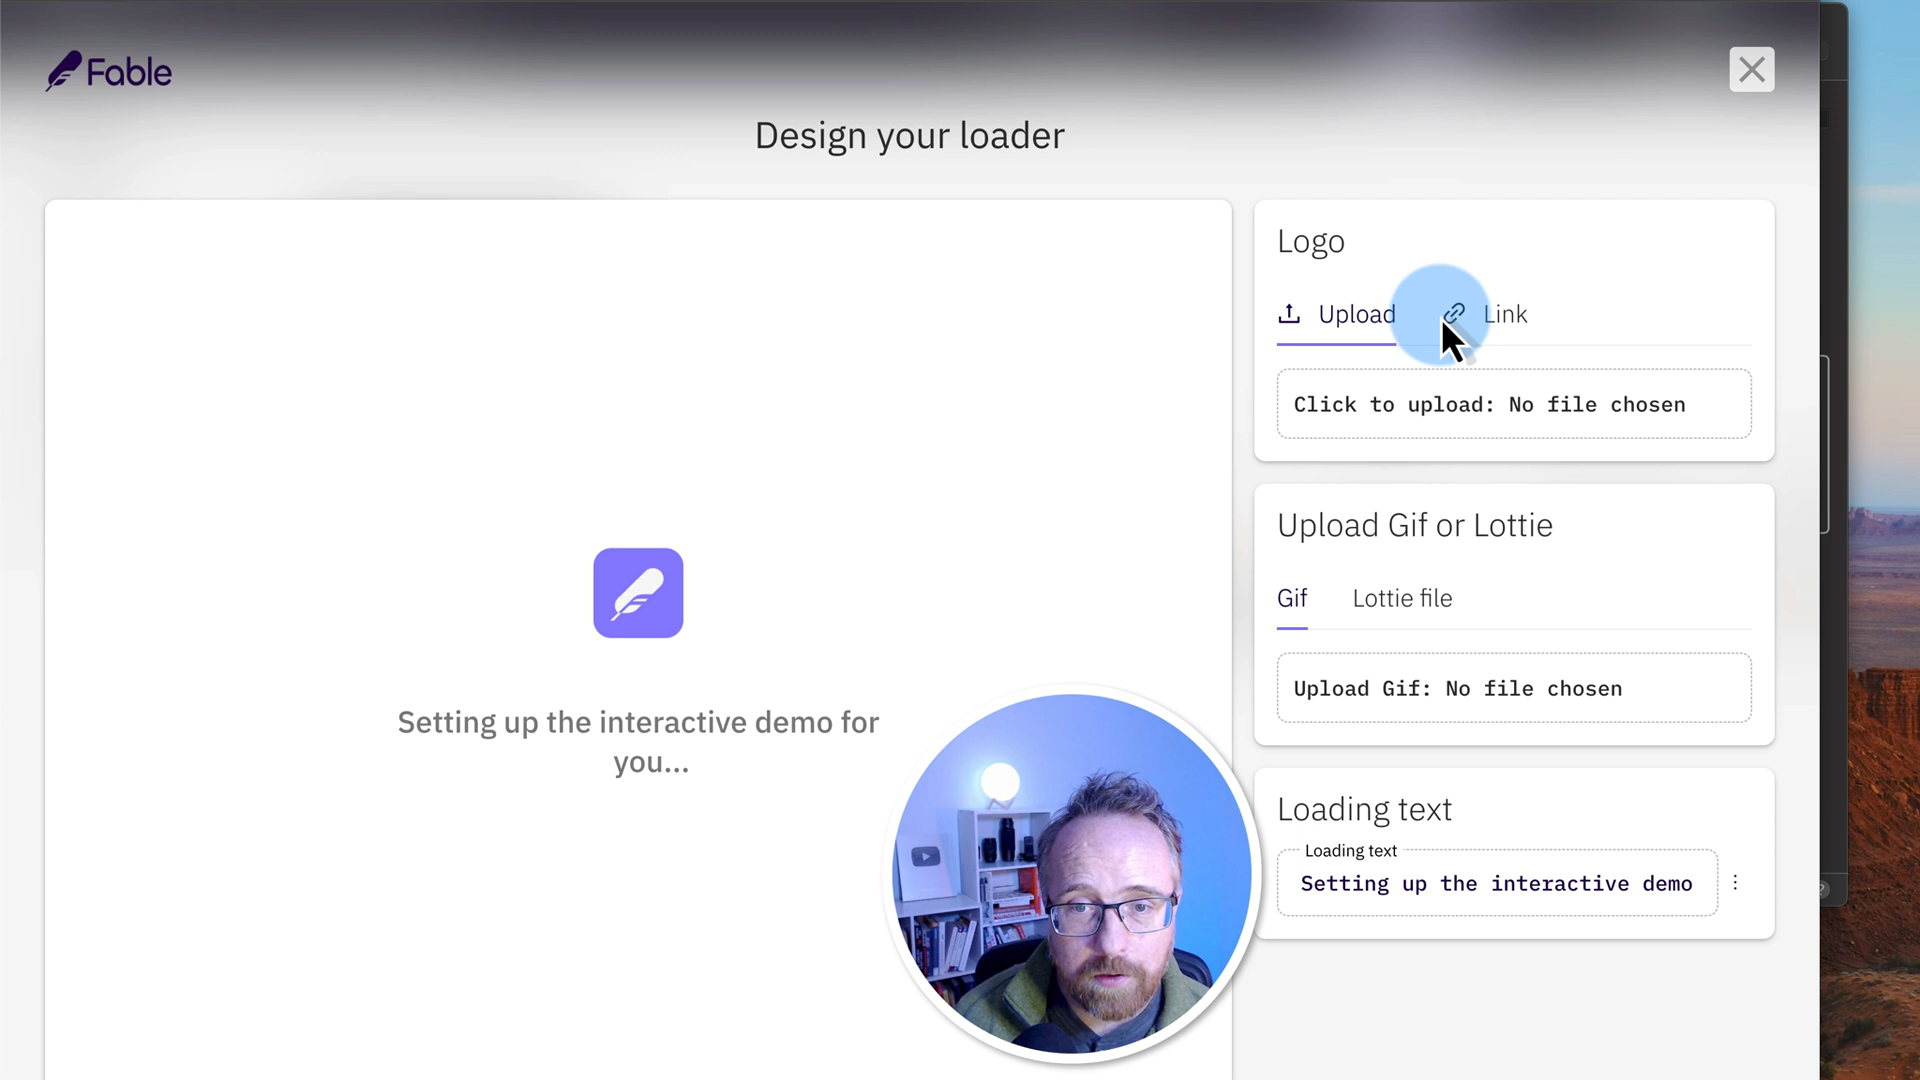 Fable
Design your loader
Logo
Upload
Link
Click to upload: No file chosen
Upload Gif or Lottie
Gif
Lottie file
Upload Gif: No file chosen
Setting up the interactive demo for
you...
Loading text
Loading text
Setting up the interactive demo